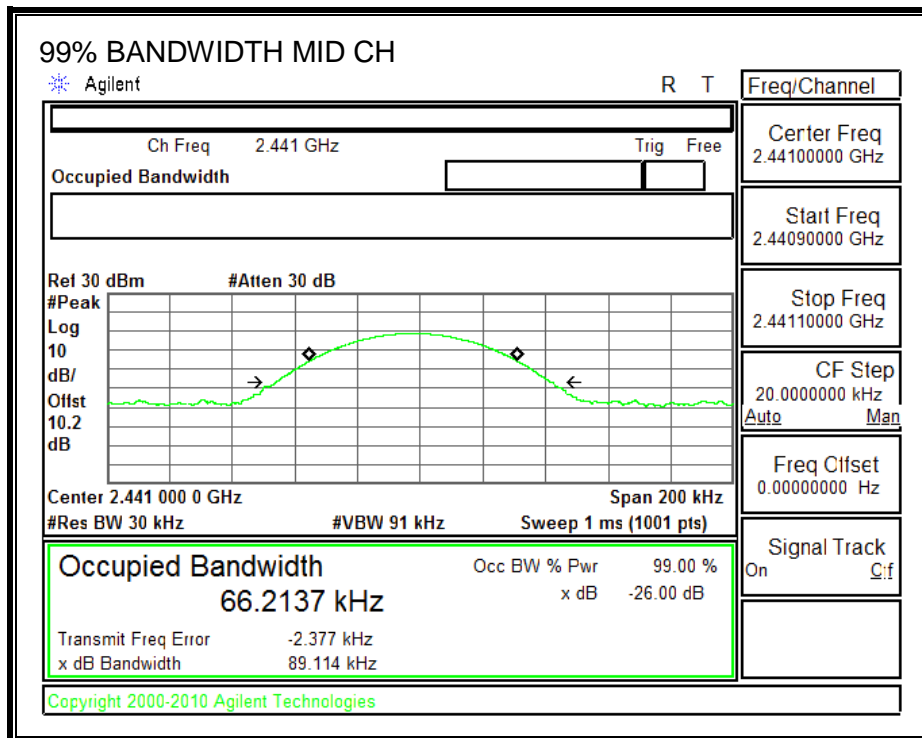 99% BANDWIDTH MID CH
Agilent R T
Freq/Channel
Ch Freq 2.441 GHz Trig Free
Occupied Bandwidth
Center Freq
2.44100000 GHz
Start Freq
2.44090000 GHz
Stop Freq
2.44110000 GHz
CF Step
20.0000000 kHz
Auto Man
Freq Offset
0.00000000 Hz
Signal Track
On Off
Ref 30 dBm #Atten 30 dB
#Peak
Log
10
dB/
Offst
10.2
dB
Center 2.441 000 0 GHz Span 200 kHz
#Res BW 30 kHz #VBW 91 kHz Sweep 1 ms (1001 pts)
Occupied Bandwidth
66.2137 kHz
Occ BW % Pwr 99.00 %
x dB -26.00 dB
Transmit Freq Error -2.377 kHz
x dB Bandwidth 89.114 kHz
Copyright 2000-2010 Agilent Technologies